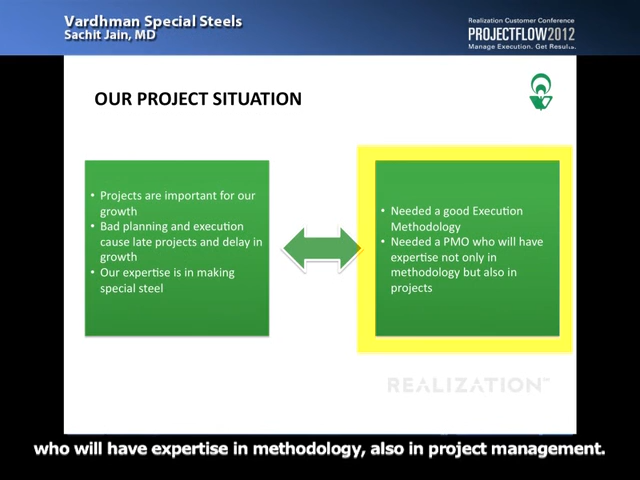 Vardhman Special Steels
Sachit Jain, MD
Realization Customer Conference
PROJECTFLOW2012
Manage Execution. Get Results.
OUR PROJECT SITUATION
• Projects are important for our
growth
• Bad planning and execution
cause late projects and delay in
growth
• Our expertise is in making
special steel
• Needed a good Execution
Methodology
• Needed a PMO who will have
expertise not only in
methodology but also in
projects
REALIZATION™
who will have expertise in methodology, also in project management.